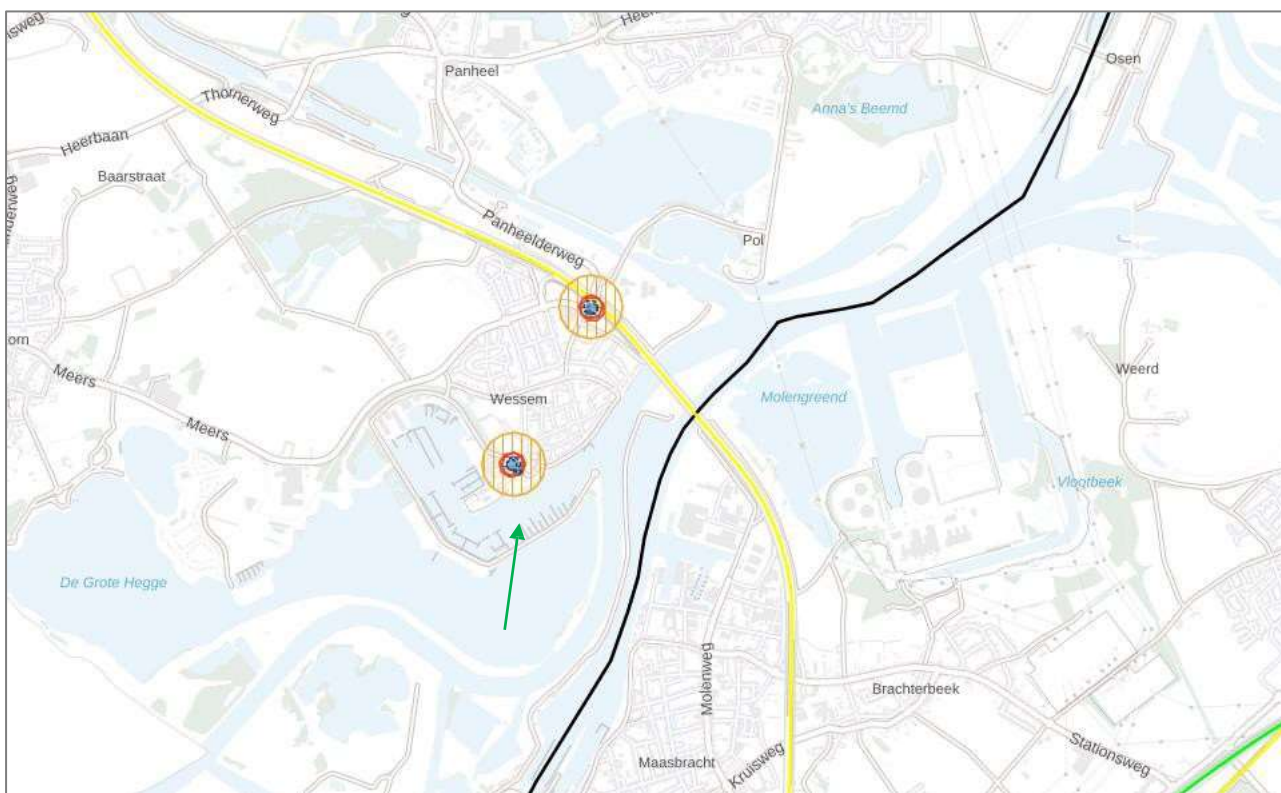 Heerbaan
Thornerweg
Panheel
Osen
Anna's Beemd
Baarstraat
Panheelderweg
Pol
Meers
Meers
Wessem
Molengreend
Weerd
Vlootbeek
De Grote Hegge
Molenweg
Brachterbeek
Maasbracht
Kruisweg
Stationsweg